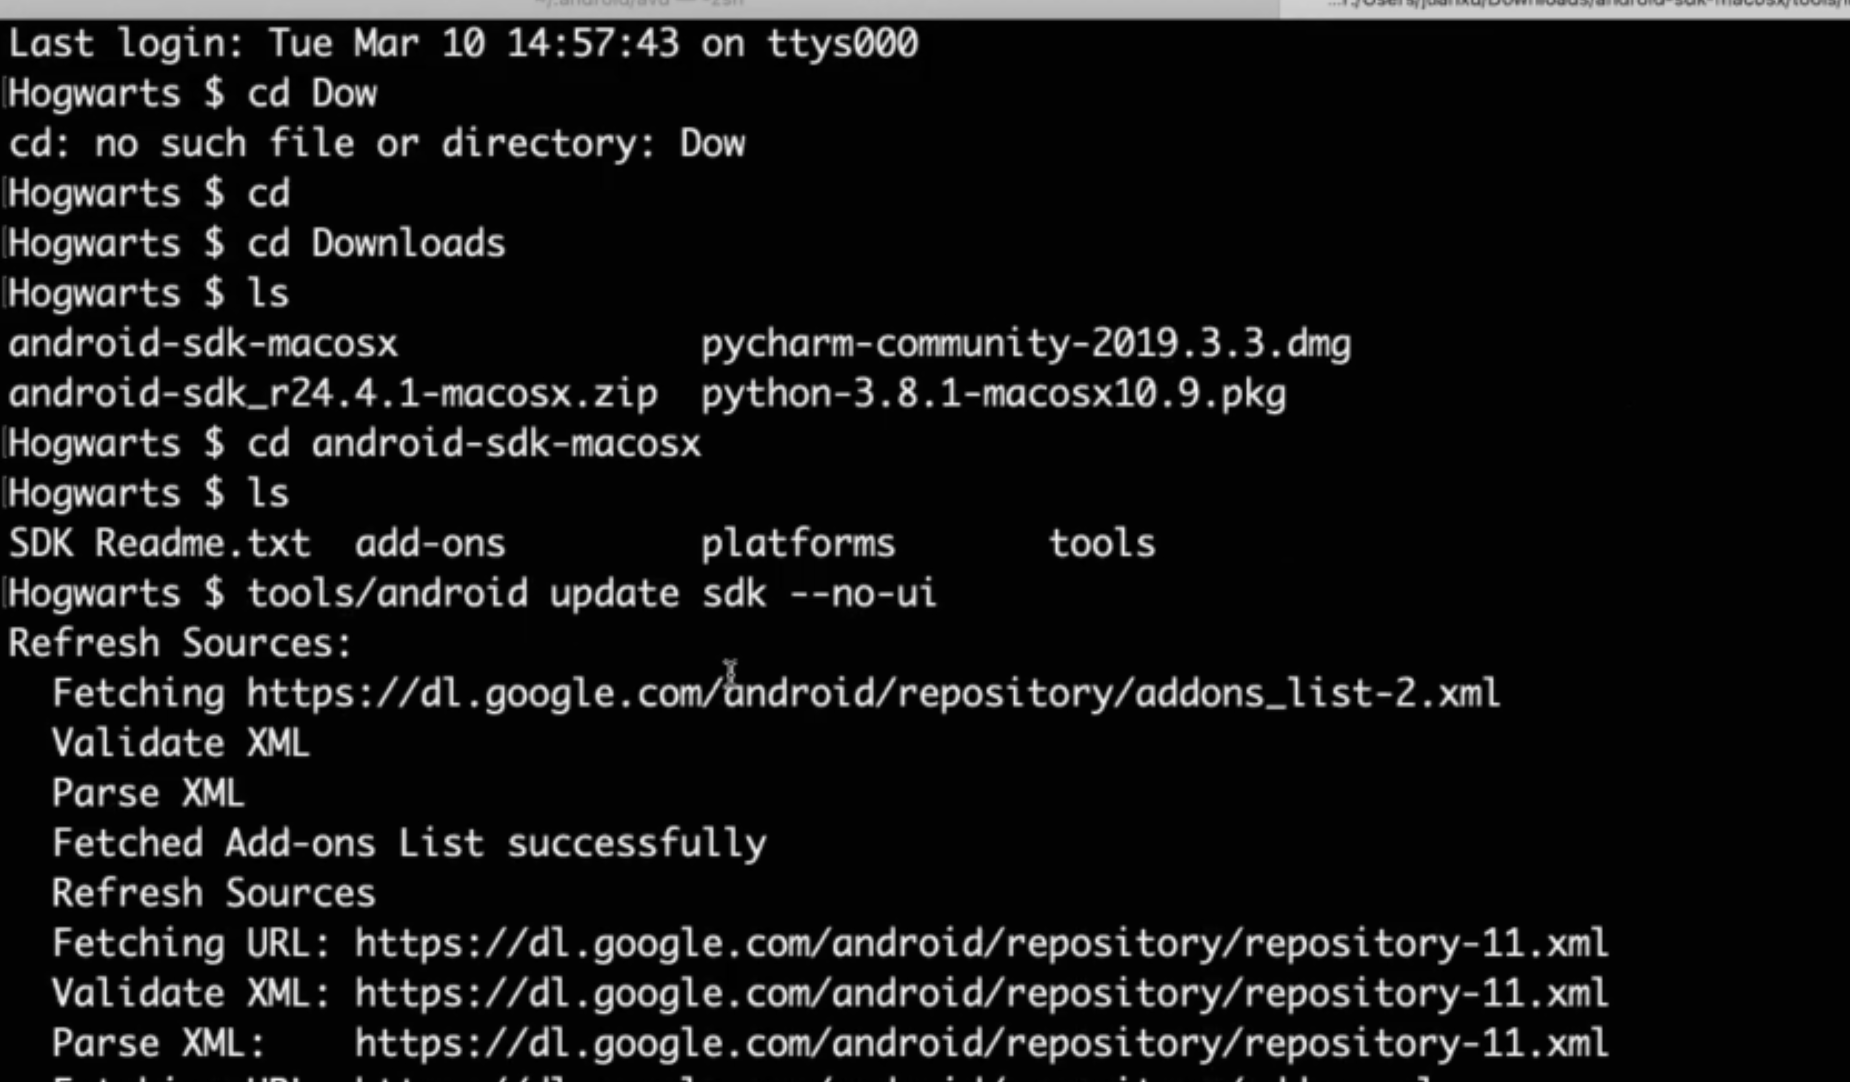 Last login: Tue Mar 10 14:57:43 on ttys000
Hogwarts $ cd Dow
cd: no such file or directory: Dow
Hogwarts $ cd
Hogwarts $ cd Downloads
Hogwarts $ ls
android-sdk-macosx pycharm-community-2019.3.3.dmg
android-sdk_r24.4.1-macosx.zip python-3.8.1-macosx10.9.pkg
Hogwarts $ cd android-sdk-macosx
Hogwarts $ ls
SDK Readme.txt add-ons platforms tools
Hogwarts $ tools/android update sdk --no-ui
Refresh Sources:
Fetching https://dl.google.com/android/repository/addons_list-2.xml
Validate XML
Parse XML
Fetched Add-ons List successfully
Refresh Sources
Fetching URL: https://dl.google.com/android/repository/repository-11.xml
Validate XML: https://dl.google.com/android/repository/repository-11.xml
Parse XML: https://dl.google.com/android/repository/repository-11.xml